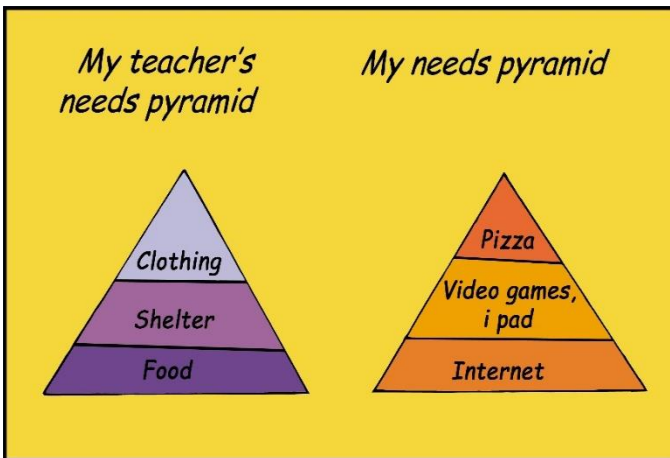 My teacher's
needs pyramid
Clothing
Shelter
Food
My needs pyramid
Pizza
Video games,
i pad
Internet